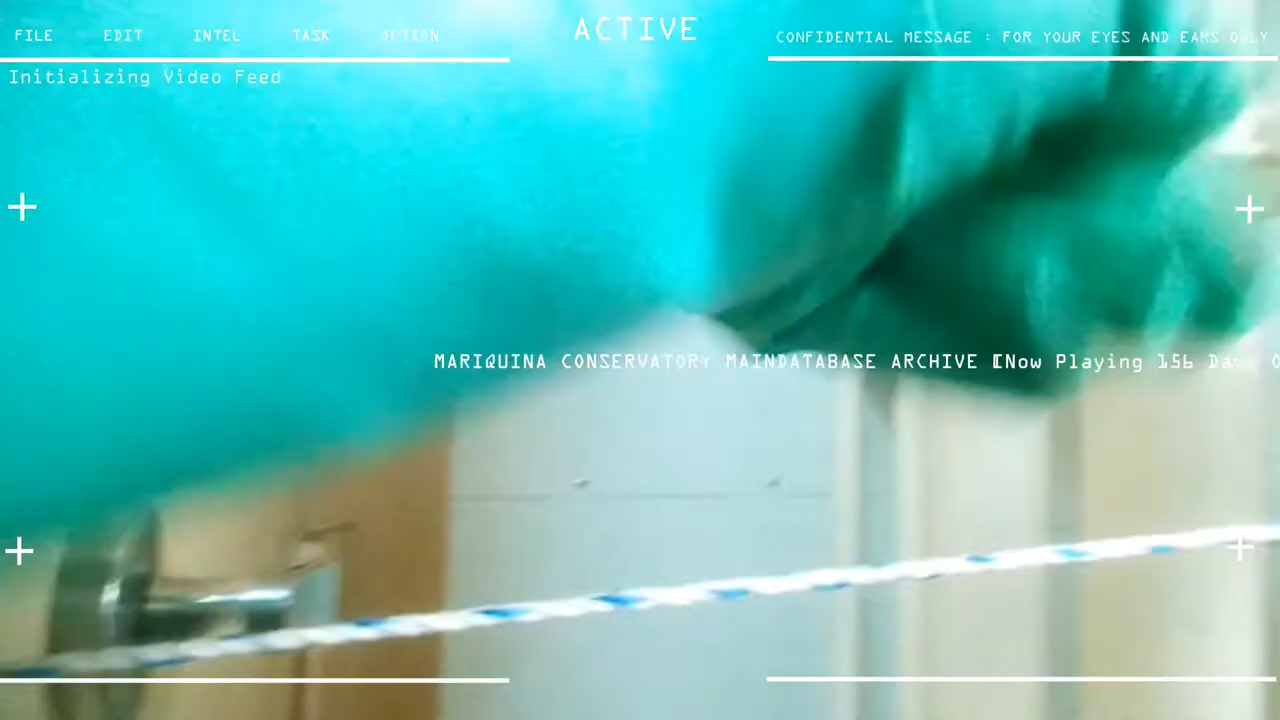 FILE EDIT INTEL TASK OPTION
ACTIVE
CONFIDENTIAL MESSAGE : FOR YOUR EYES AND EARS ONLY
Initializing Video Feed
MARIQUINA CONSERVATORY MAINDATABASE ARCHIVE [Now Playing 156